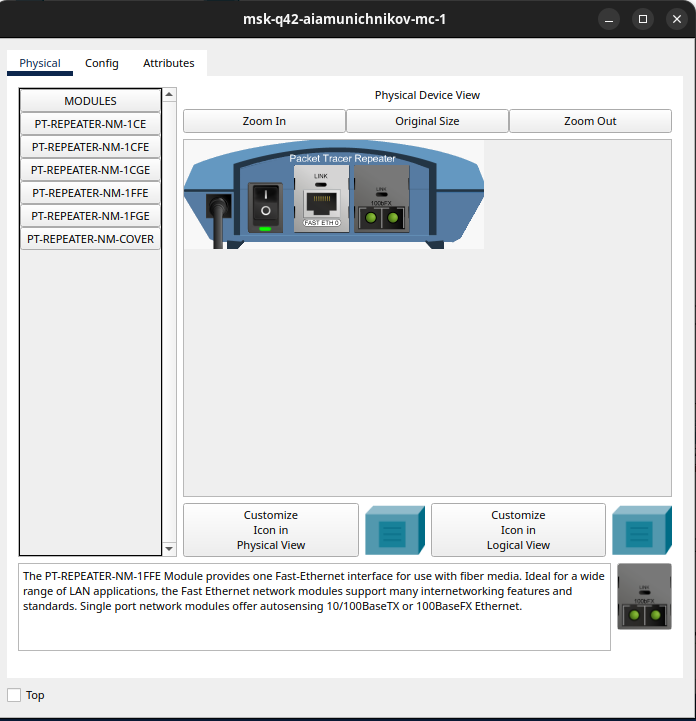 msk-q42-aiamunichnikov-mc-1
Physical
Config
Attributes
MODULES
PT-REPEATER-NM-1CE
PT-REPEATER-NM-1CFE
PT-REPEATER-NM-1CGE
PT-REPEATER-NM-1FFE
PT-REPEATER-NM-1FGE
PT-REPEATER-NM-COVER
Physical Device View
Zoom In
Original Size
Zoom Out
Packet Tracer Repeater
LINK
FAST ETH 0
LINK
100bFX
Customize
Icon in
Physical View
Customize
Icon in
Logical View
The PT-REPEATER-NM-1FFE Module provides one Fast-Ethernet interface for use with fiber media. Ideal for a wide
range of LAN applications, the Fast Ethernet network modules support many internetworking features and
standards. Single port network modules offer autosensing 10/100BaseTX or 100BaseFX Ethernet.
LINK
100bFX
Top